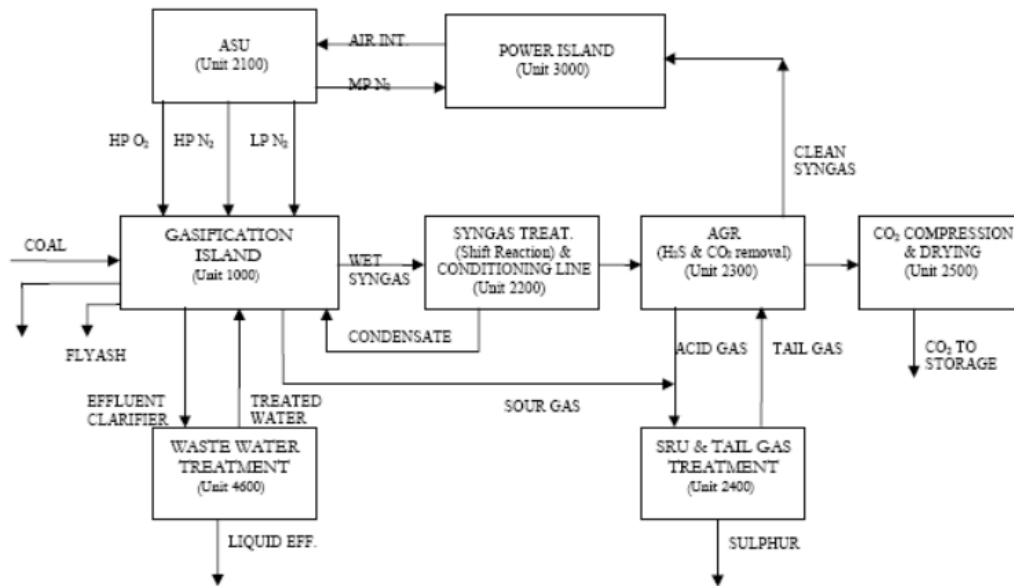 ASU
(Unit 2100)
AIR INT.
MP N₂
POWER ISLAND
(Unit 3000)
HP O₂
HP N₂
LP N₂
CLEAN
SYNGAS
COAL
GASIFICATION
ISLAND
(Unit 1000)
WET
SYNGAS
SYNGAS TREAT.
(Shift Reaction) &
CONDITIONING LINE
(Unit 2200)
AGR
(H₂S & CO₂ removal)
(Unit 2300)
CO₂ COMPRESSION
& DRYING
(Unit 2500)
FLYASH
CONDENSATE
ACID GAS
TAIL GAS
CO₂ TO
STORAGE
EFFLUENT
CLARIFIER
TREATED
WATER
SOUR GAS
WASTE WATER
TREATMENT
(Unit 4600)
SRU & TAIL GAS
TREATMENT
(Unit 2400)
LIQUID EFF.
SULPHUR